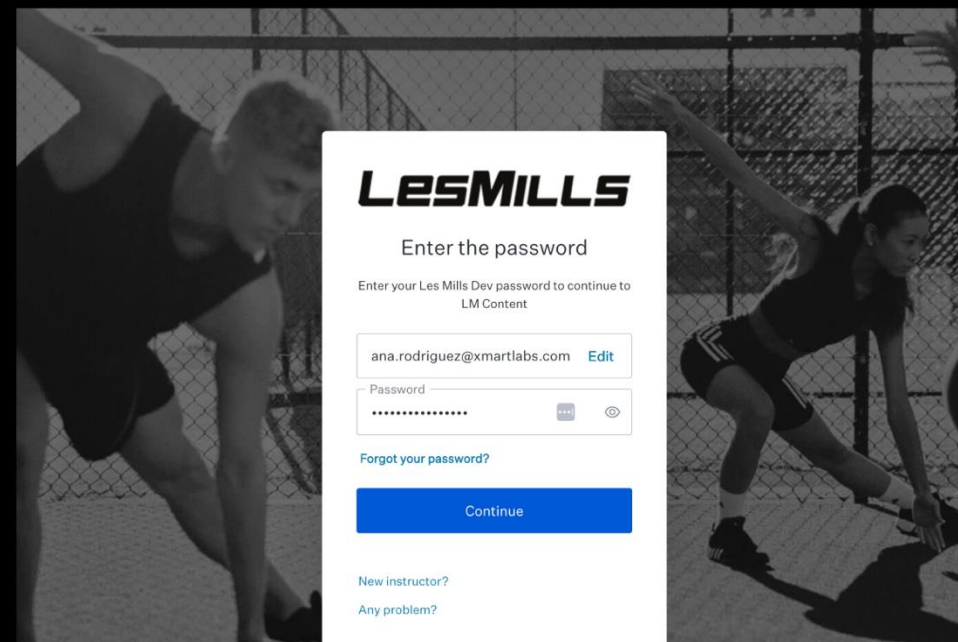 LesMills
Enter the password
Enter your Les Mills Dev password to continue to
LM Content
ana.rodriguez@xmartlabs.com Edit
Password
••••••••••••••••
Forgot your password?
Continue
New instructor?
Any problem?